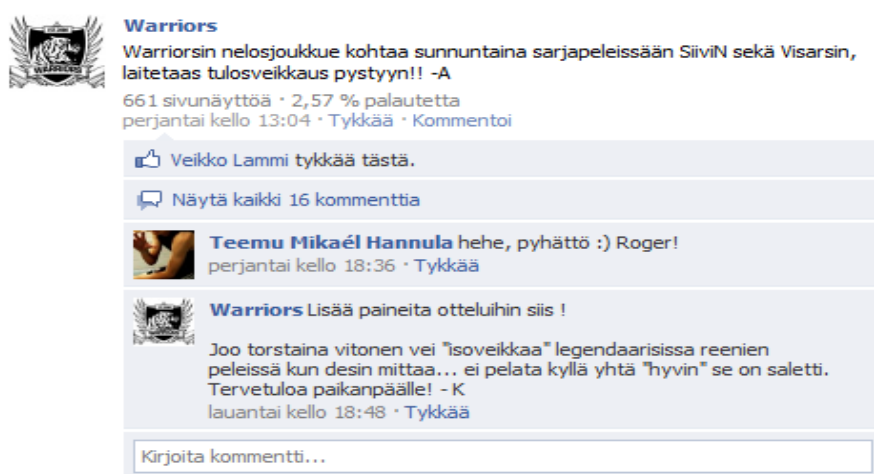 Warriors
Warriorsin nelosjoukkue kohtaa sunnuntaina sarjapeleissään SiiviN sekä Visarsin,
laitetaas tulosveikkaus pystyyn!! -A
661 sivunäyttöä · 2,57 % palautetta
perjantai kello 13:04 · Tykkää · Kommentoi
Veikko Lammi tykkää tästä.
Näytä kaikki 16 kommenttia
Teemu Mikaél Hannula hehe, pyhättö :) Roger!
perjantai kello 18:36 · Tykkää
Warriors Lisää paineita otteluihin siis !
Joo torstaina vitonen vei "isoveikkaa" legendaarisissa reenien
peleissä kun desin mittaa... ei pelata kyllä yhtä "hyvin" se on saletti.
Tervetuloa paikanpäälle! - K
lauantai kello 18:48 · Tykkää
Kirjoita kommentti...
WARRIORS